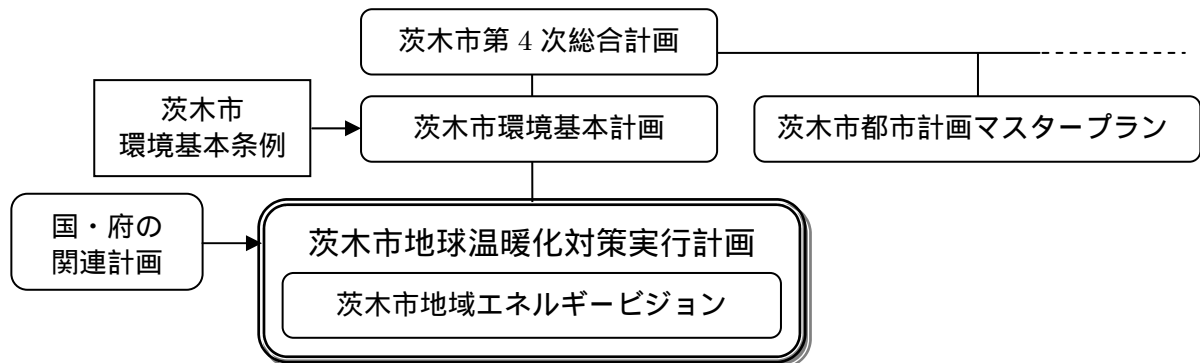 茨木市第 4 次総合計画
茨木市
環境基本条例
茨木市環境基本計画
茨木市都市計画マスタープラン
国・府の
関連計画
茨木市地球温暖化対策実行計画
茨木市地域エネルギービジョン